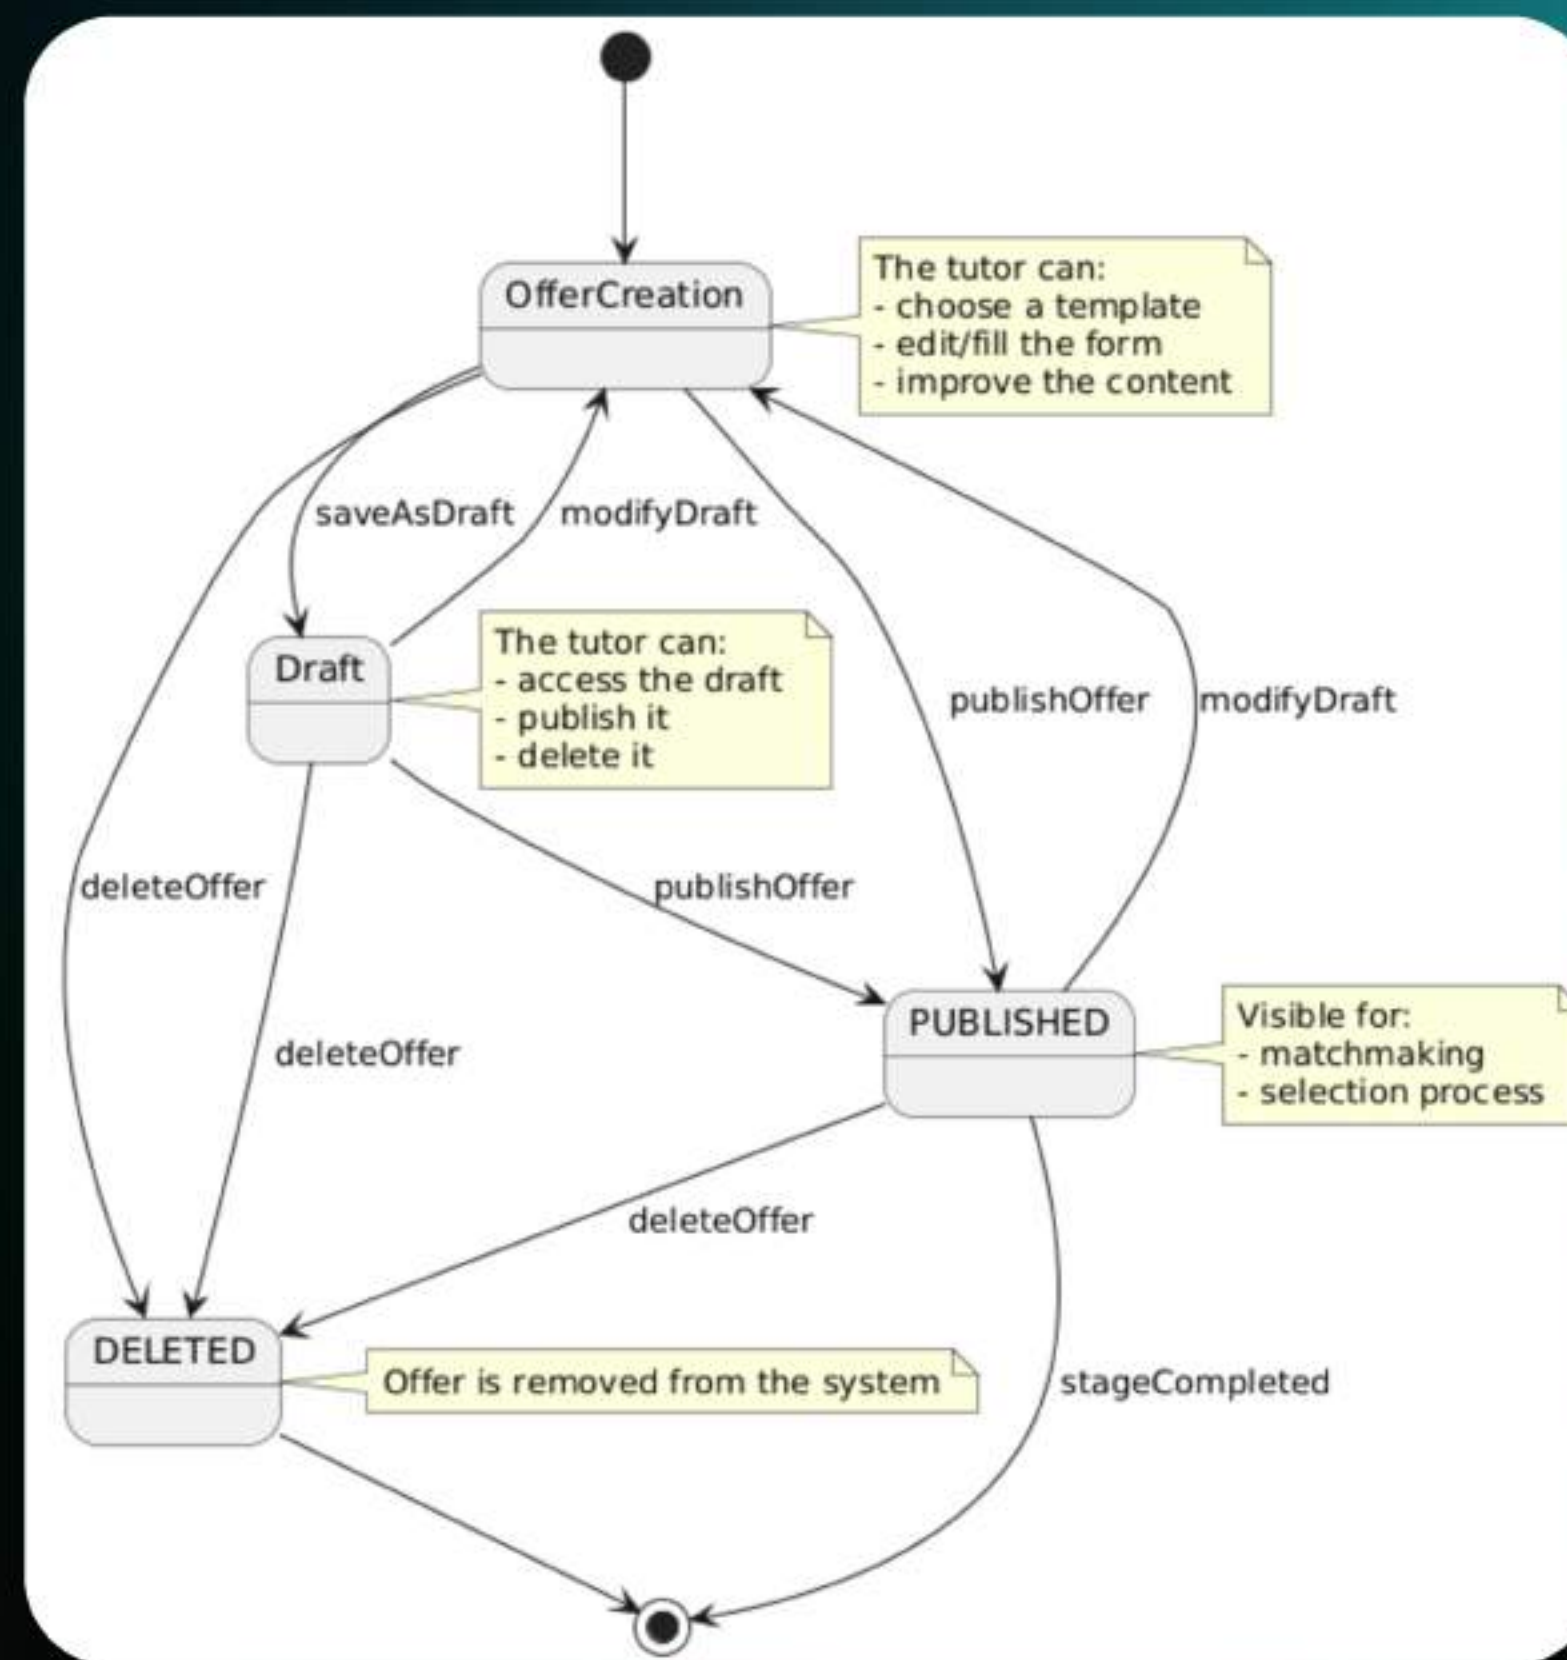 OfferCreation
The tutor can:
- choose a template
- edit/fill the form
- improve the content
saveAsDraft
modifyDraft
Draft
The tutor can:
- access the draft
- publish it
- delete it
publishOffer
modifyDraft
deleteOffer
publishOffer
deleteOffer
PUBLISHED
Visible for:
- matchmaking
- selection process
deleteOffer
DELETED
Offer is removed from the system
stageCompleted